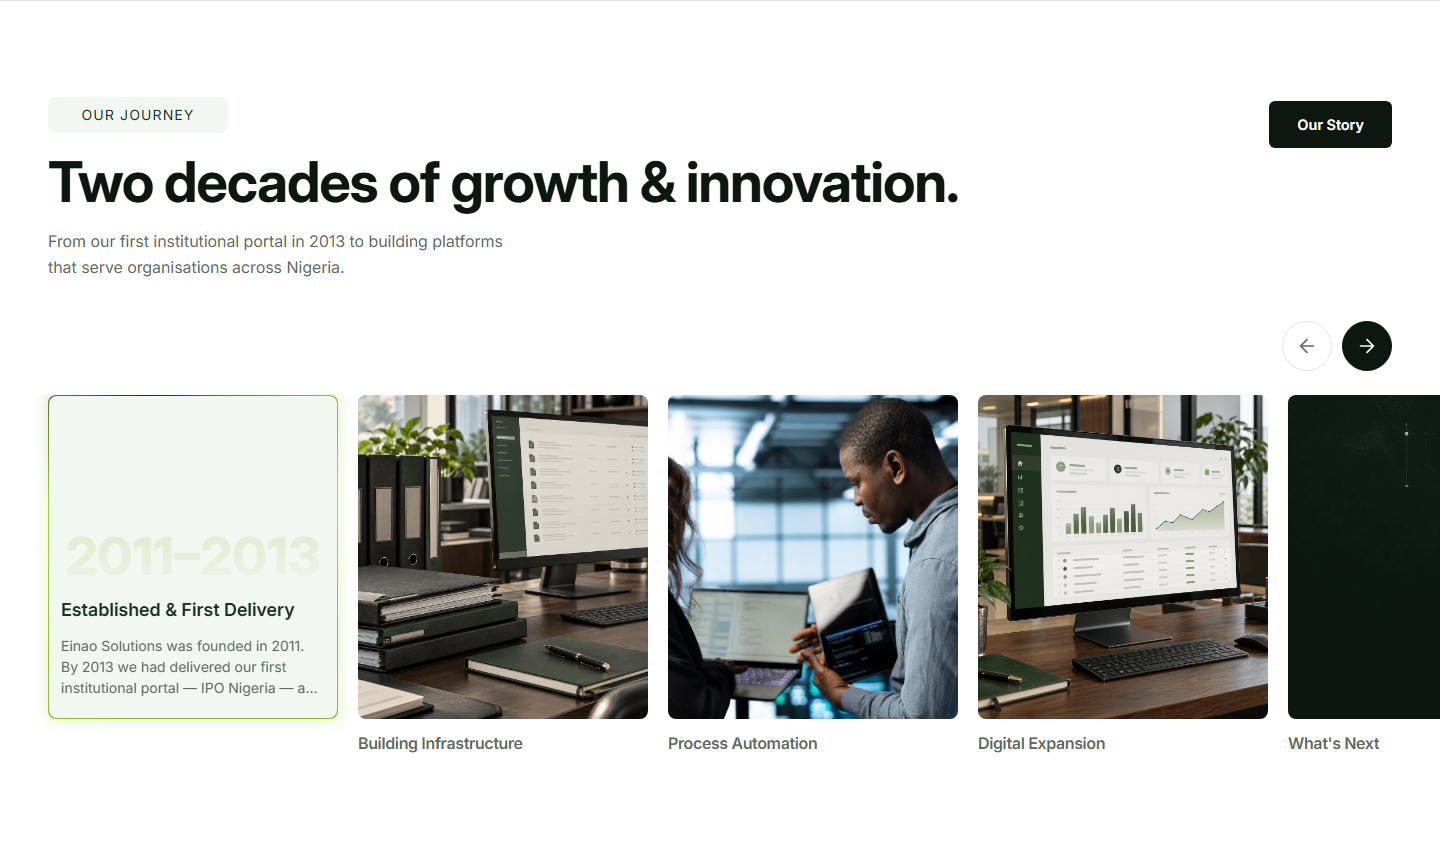 OUR JOURNEY
Our Story
Two decades of growth & innovation.
From our first institutional portal in 2013 to building platforms
that serve organisations across Nigeria.
2011–2013
Established & First Delivery
Einao Solutions was founded in 2011.
By 2013 we had delivered our first
institutional portal — IPO Nigeria — a...
Building Infrastructure
Process Automation
Digital Expansion
What's Next